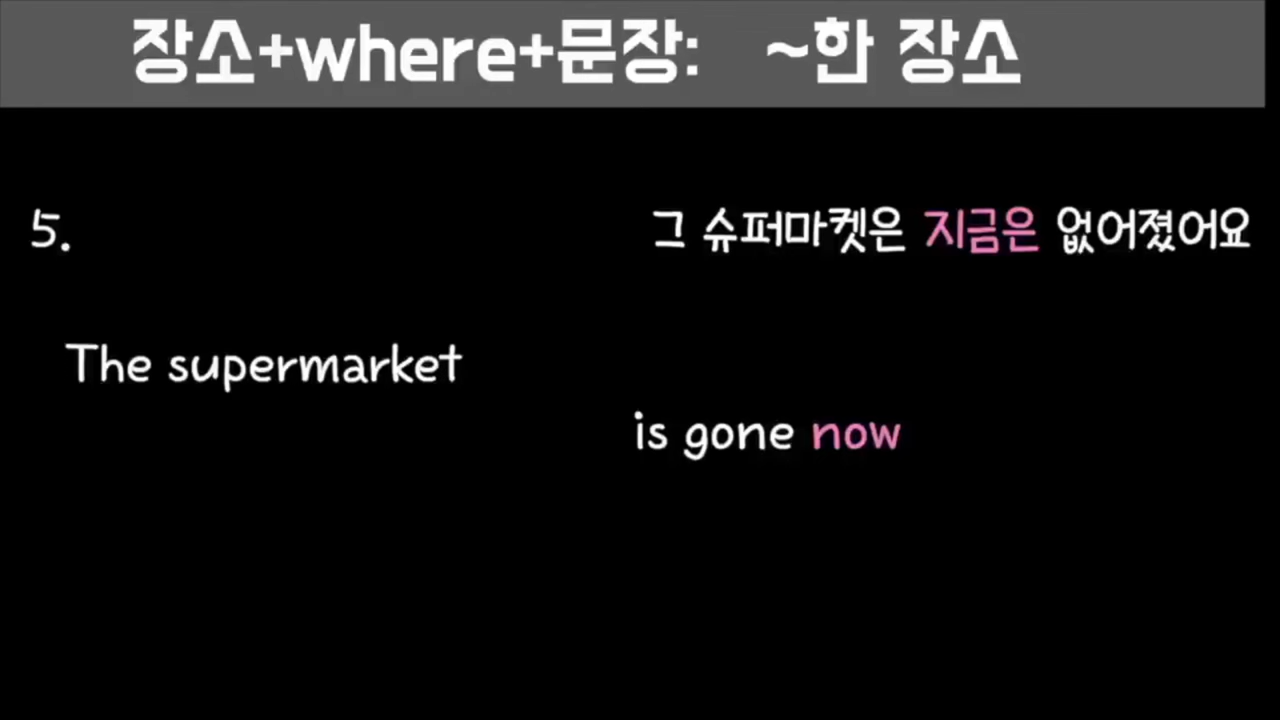 장소+where+문장: ~한 장소
5. 그 슈퍼마켓은 지금은 없어졌어요
The supermarket
is gone now